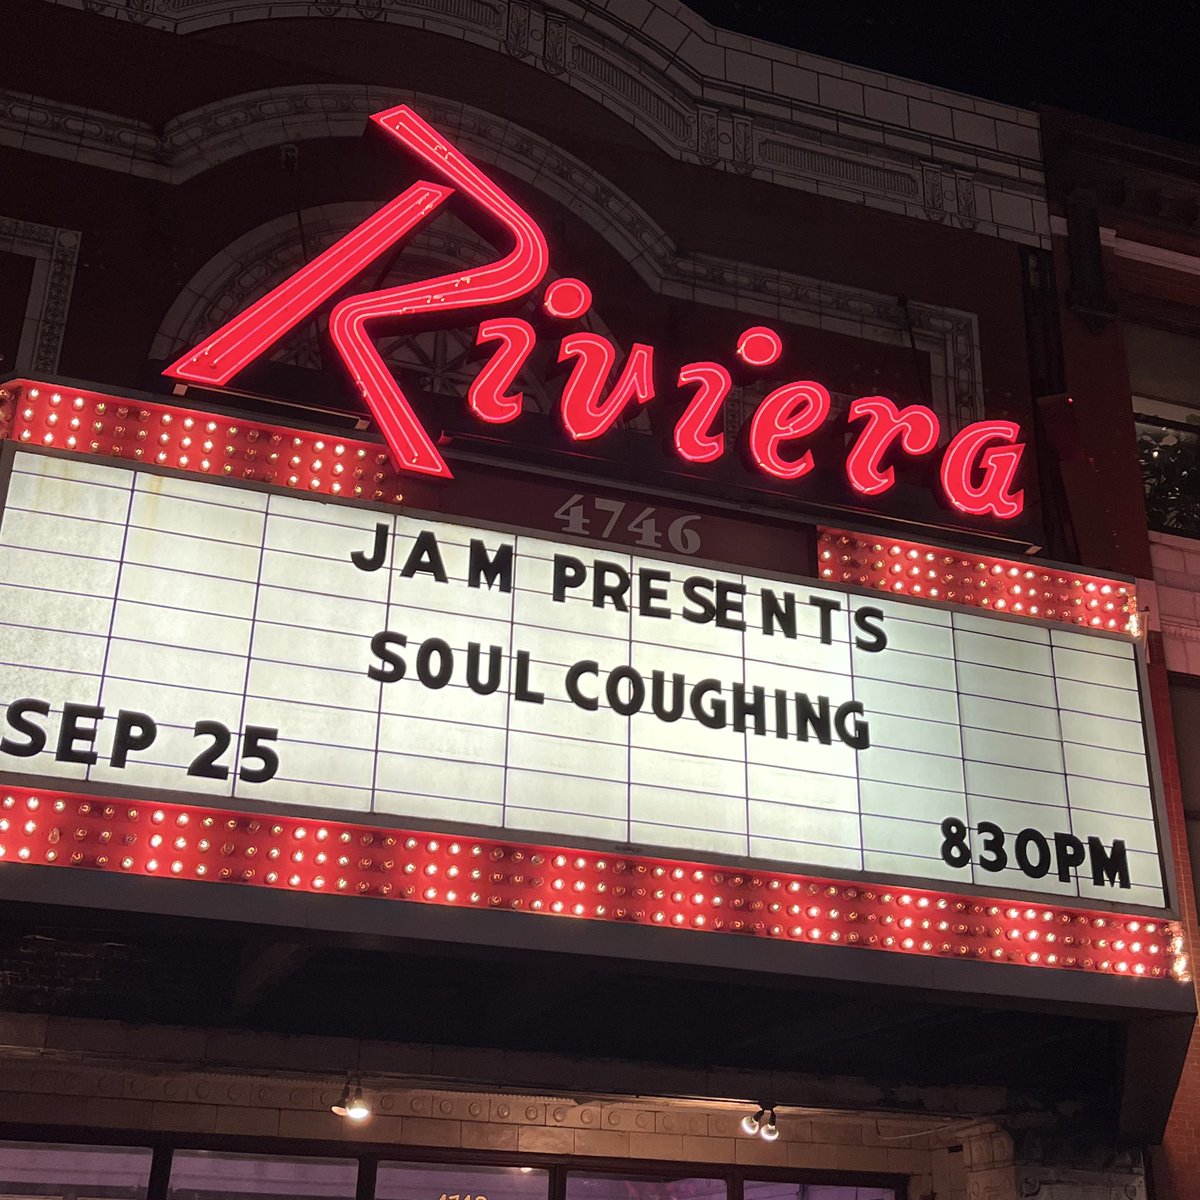 Riviera
4746
JAM PRESENTS
SOUL COUGHING
SEP 25
830PM